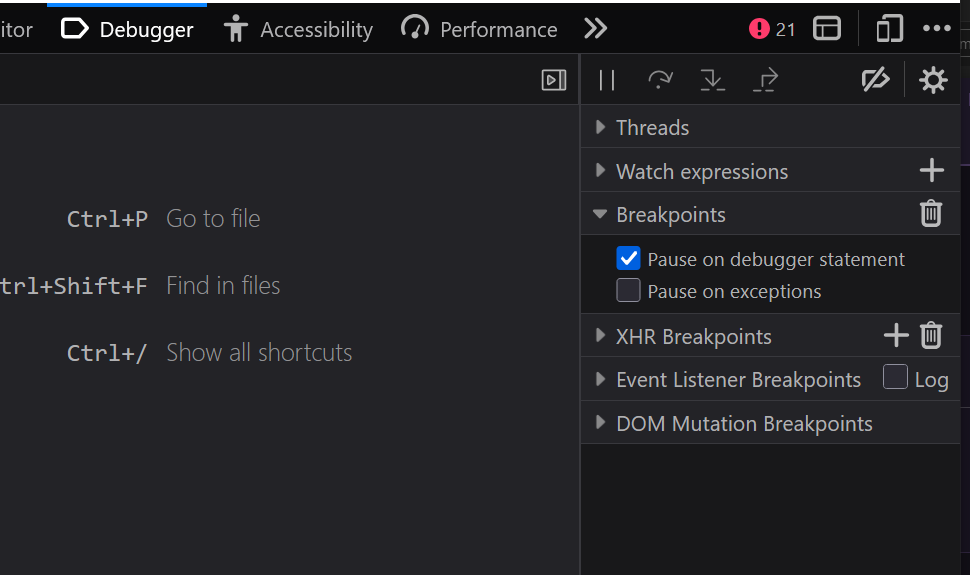 itor Debugger Accessibility Performance 21
Threads
Watch expressions
Breakpoints
Pause on debugger statement
Pause on exceptions
XHR Breakpoints
Event Listener Breakpoints Log
DOM Mutation Breakpoints
Ctrl+P Go to file
trl+Shift+F Find in files
Ctrl+/ Show all shortcuts